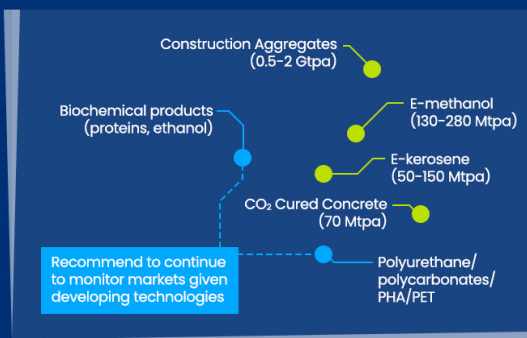 Construction Aggregates
(0.5-2 Gtpa)
Biochemical products
(proteins, ethanol)
E-methanol
(130-280 Mtpa)
E-kerosene
(50-150 Mtpa)
CO₂ Cured Concrete
(70 Mtpa)
Recommend to continue
to monitor markets given
developing technologies
Polyurethane/
polycarbonates/
PHA/PET